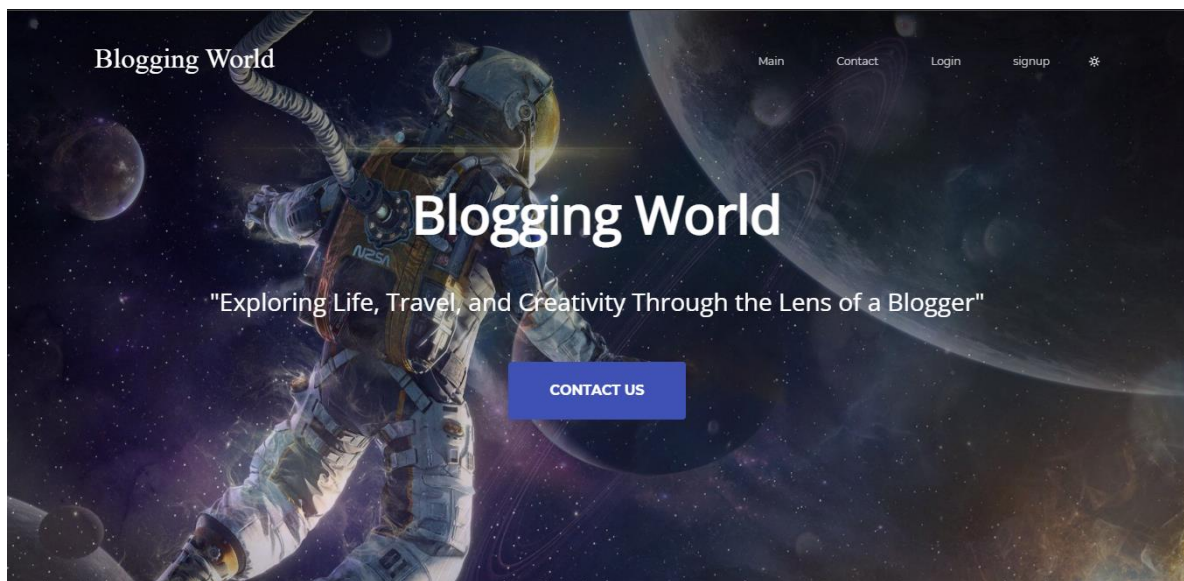 Blogging World
Main Contact Login signup
NASA
Blogging World
"Exploring Life, Travel, and Creativity Through the Lens of a Blogger"
CONTACT US